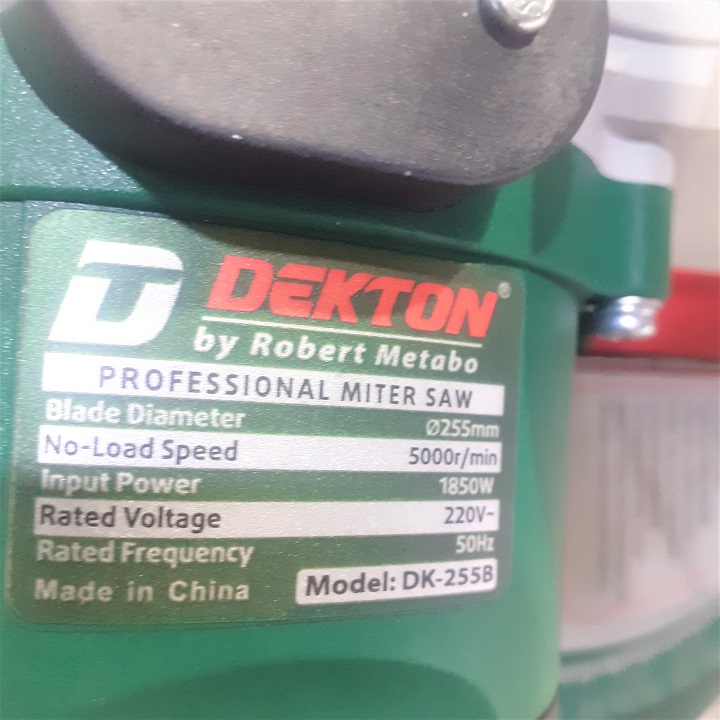 D DEKTON®
by Robert Metabo
PROFESSIONAL MITER SAW
Blade Diameter Ø255mm
No-Load Speed 5000r/min
Input Power 1850W
Rated Voltage 220V~
Rated Frequency 50Hz
Made in China Model: DK-255B